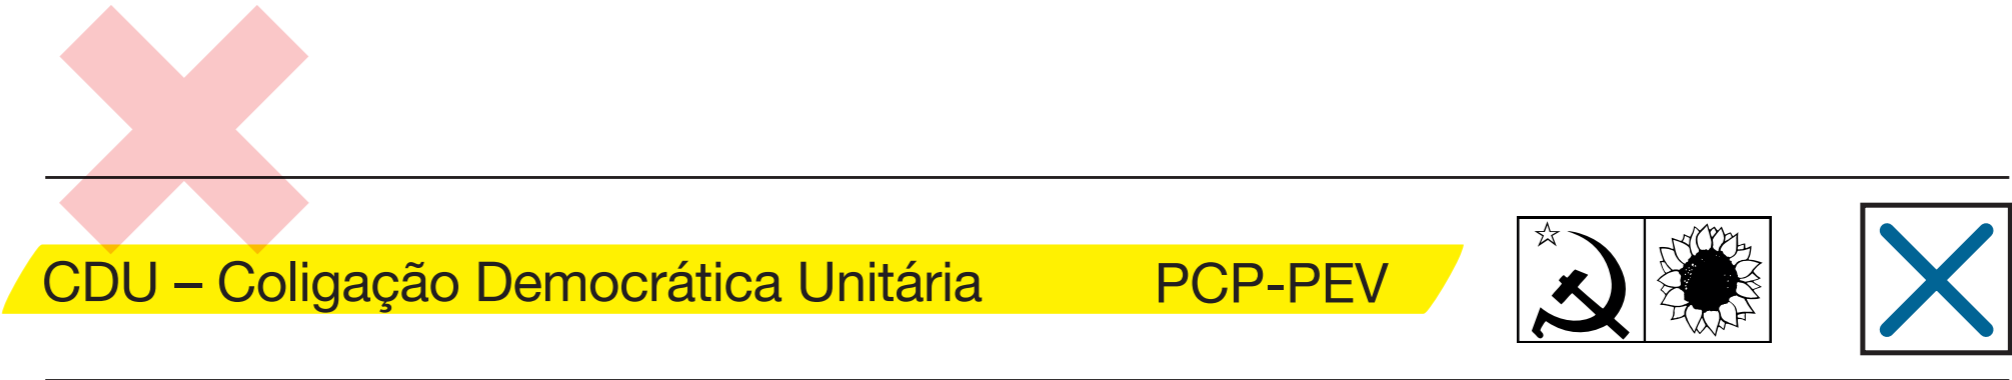 CDU – Coligação Democrática Unitária PCP-PEV